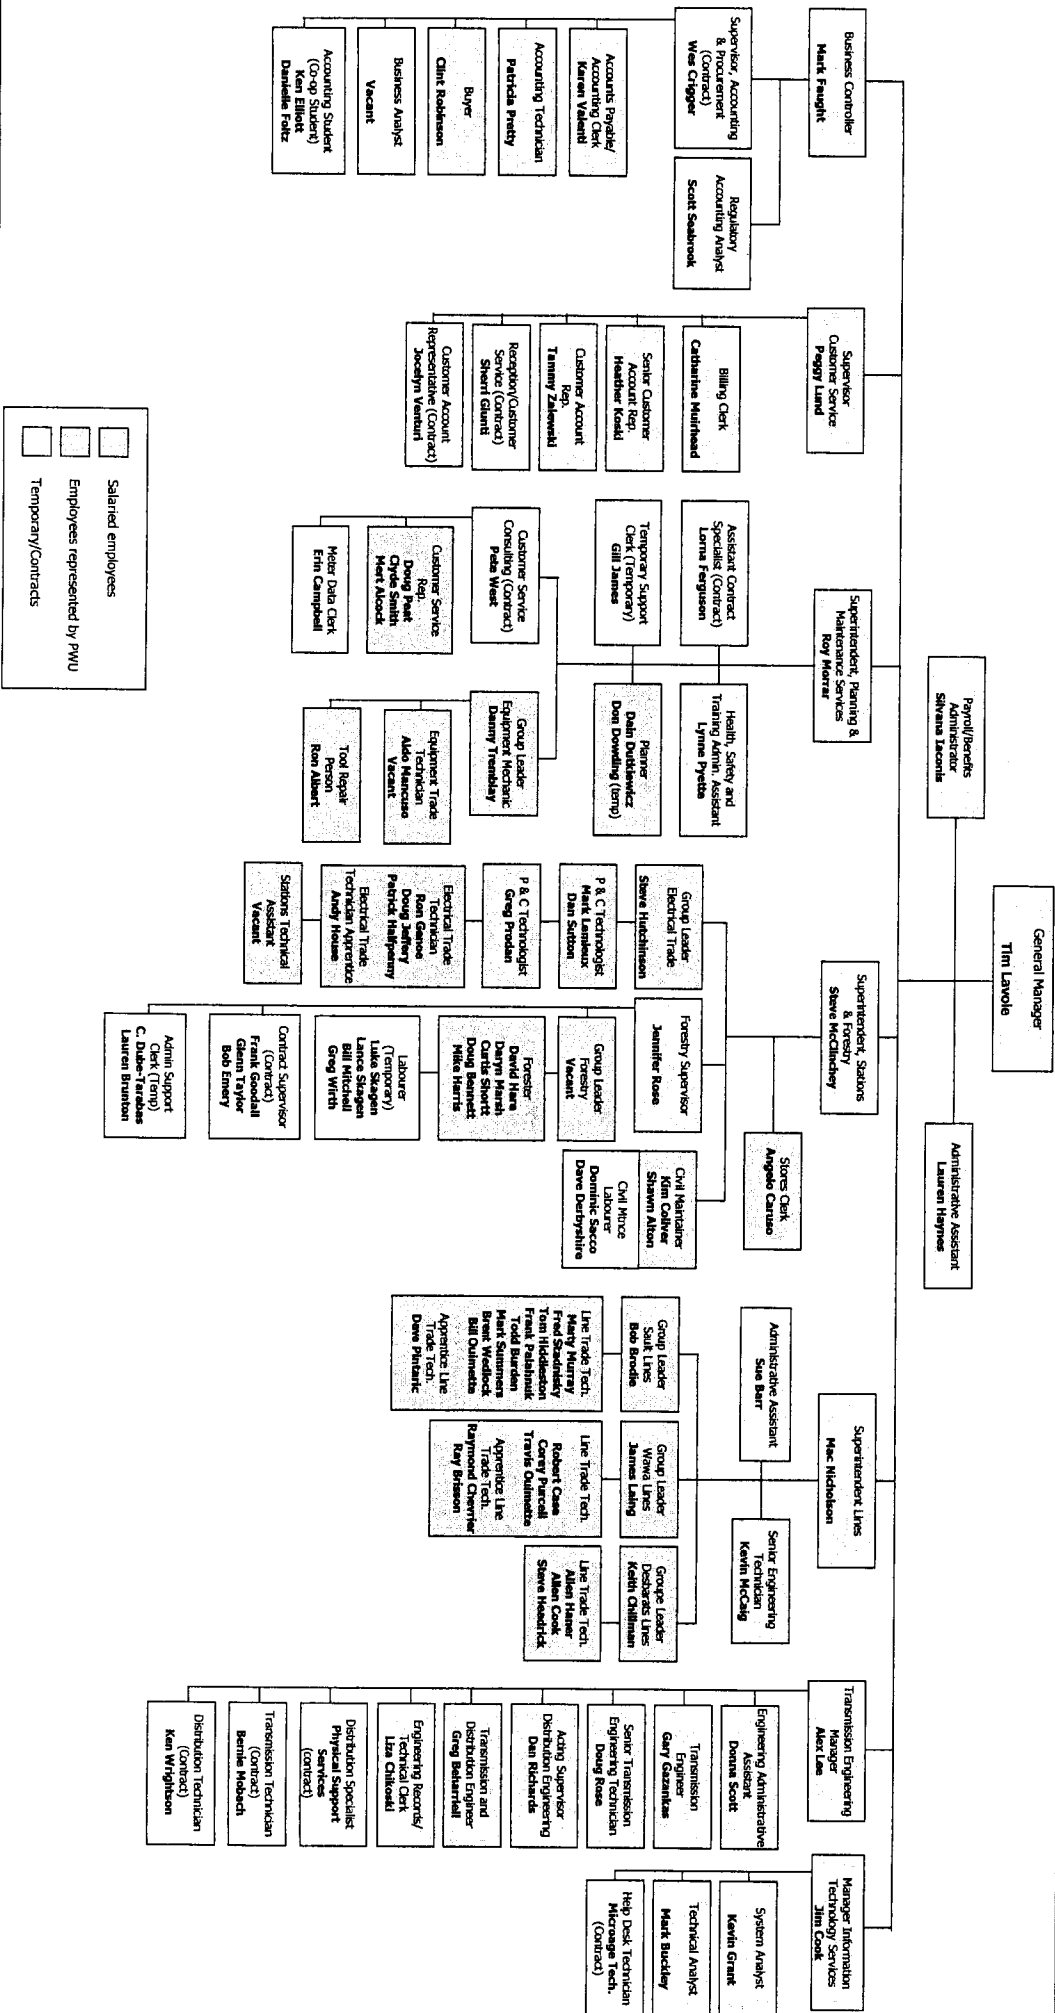 General Manager
Tim Lavoie
Payroll/Benefits
Administrator
Silvana Iaconis
Administrative Assistant
Lauren Haynes
Business Controller
Mark Faught
Supervisor, Accounting
& Procurement
(Contract)
Wes Crigger
Regulatory
Accounting Analyst
Scott Seabrook
Accounts Payable/
Accounting Clerk
Karen Valenti
Accounting Technician
Patricia Pretty
Buyer
Clint Robinson
Business Analyst
Vacant
Accounting Student
(Co-op Student)
Ken Elliott
Danielle Foltz
Supervisor
Customer Service
Peggy Lund
Billing Clerk
Catharine Muirhead
Senior Customer
Account Rep.
Heather Koski
Customer Account
Rep.
Tammy Zalewski
Reception/Customer
Service (Contract)
Sherri Giunti
Customer Account
Representative (Contract)
Jocelyn Venturi
Superintendent, Planning &
Maintenance Services
Roy Morrar
Assistant Contract
Specialist (Contract)
Lorna Ferguson
Health, Safety and
Training Admin. Assistant
Lynne Pyette
Temporary Support
Clerk (Temporary)
Gill James
Planner
Dain Dutkiewicz
Don Dowding (temp)
Customer Service
Consulting (Contract)
Pete West
Customer Service
Rep.
Doug Peat
Clyde Smith
Mert Alcock
Meter Data Clerk
Erin Campbell
Group Leader
Equipment Mechanic
Danny Tremblay
Equipment Trade
Technician
Aldo Mancuso
Vacant
Tool Repair
Person
Ron Albert
Superintendent, Stations
& Forestry
Steve McClinchey
Stores Clerk
Angelo Caruso
Group Leader
Electrical Trade
Steve Hutchinson
P & C Technologist
Mark Lemieux
Dan Sutton
P & C Technologist
Greg Prodan
Electrical Trade
Technician
Ron Genoe
Doug Jeffery
Patrick Halfpenny
Electrical Trade
Technician Apprentice
Andy House
Stations Technical
Assistant
Vacant
Forestry Supervisor
Jennifer Rose
Group Leader
Forestry
Vacant
Forester
David Hare
Daryn Marsh
Curtis Shortt
Doug Bennett
Mike Harris
Labourer
(Temporary)
Luke Skagen
Lance Skagen
Bill Mitchell
Greg Wirth
Contract Supervisor
(Contract)
Frank Goodall
Glenn Taylor
Bob Emery
Admin Support
Clerk (Temp)
C. Dube-Tarabas
Lauren Brunton
Civil Maintainer
Kim Coliver
Shawn Alton
Civil Mtnce
Labourer
Dominic Sacco
Dave Derbyshire
Superintendent Lines
Mac Nicholson
Administrative Assistant
Sue Barr
Senior Engineering
Technician
Kevin McCaig
Group Leader
Sault Lines
Bob Brodie
Line Trade Tech.
Marty Murray
Fred Stadnisky
Tom Hiddleston
Frank Palahnuk
Todd Burden
Mark Summers
Brent Wedlock
Bill Ouimette
Apprentice Line
Trade Tech.
Dave Pintaric
Group Leader
Wawa Lines
James Laing
Line Trade Tech.
Robert Case
Corey Purcell
Travis Ouimette
Apprentice Line
Trade Tech.
Raymond Chevrier
Ray Brisson
Groupe Leader
Desbarats Lines
Keith Chillman
Line Trade Tech.
Allen Haner
Allen Cook
Steve Headrick
Transmission Engineering
Manager
Alex Lee
Engineering Administrative
Assistant
Donna Scott
Transmission
Engineer
Gary Gazankas
Senior Transmission
Engineering Technician
Doug Rose
Acting Supervisor
Distribution Engineering
Dan Richards
Transmission and
Distribution Engineer
Greg Beharriell
Engineering Records/
Technical Clerk
Liza Chiloski
Distribution Specialist
Physical Support
Services
(contract)
Transmission Technician
(Contract)
Bernie Mobach
Distribution Technician
(Contract)
Ken Wrightson
Manager Information
Technology Services
Jim Cook
System Analyst
Kevin Grant
Technical Analyst
Mark Buckley
Help Desk Technician
Microage Tech.
(Contract)
Salaried employees
Employees represented by PWU
Temporary/Contracts